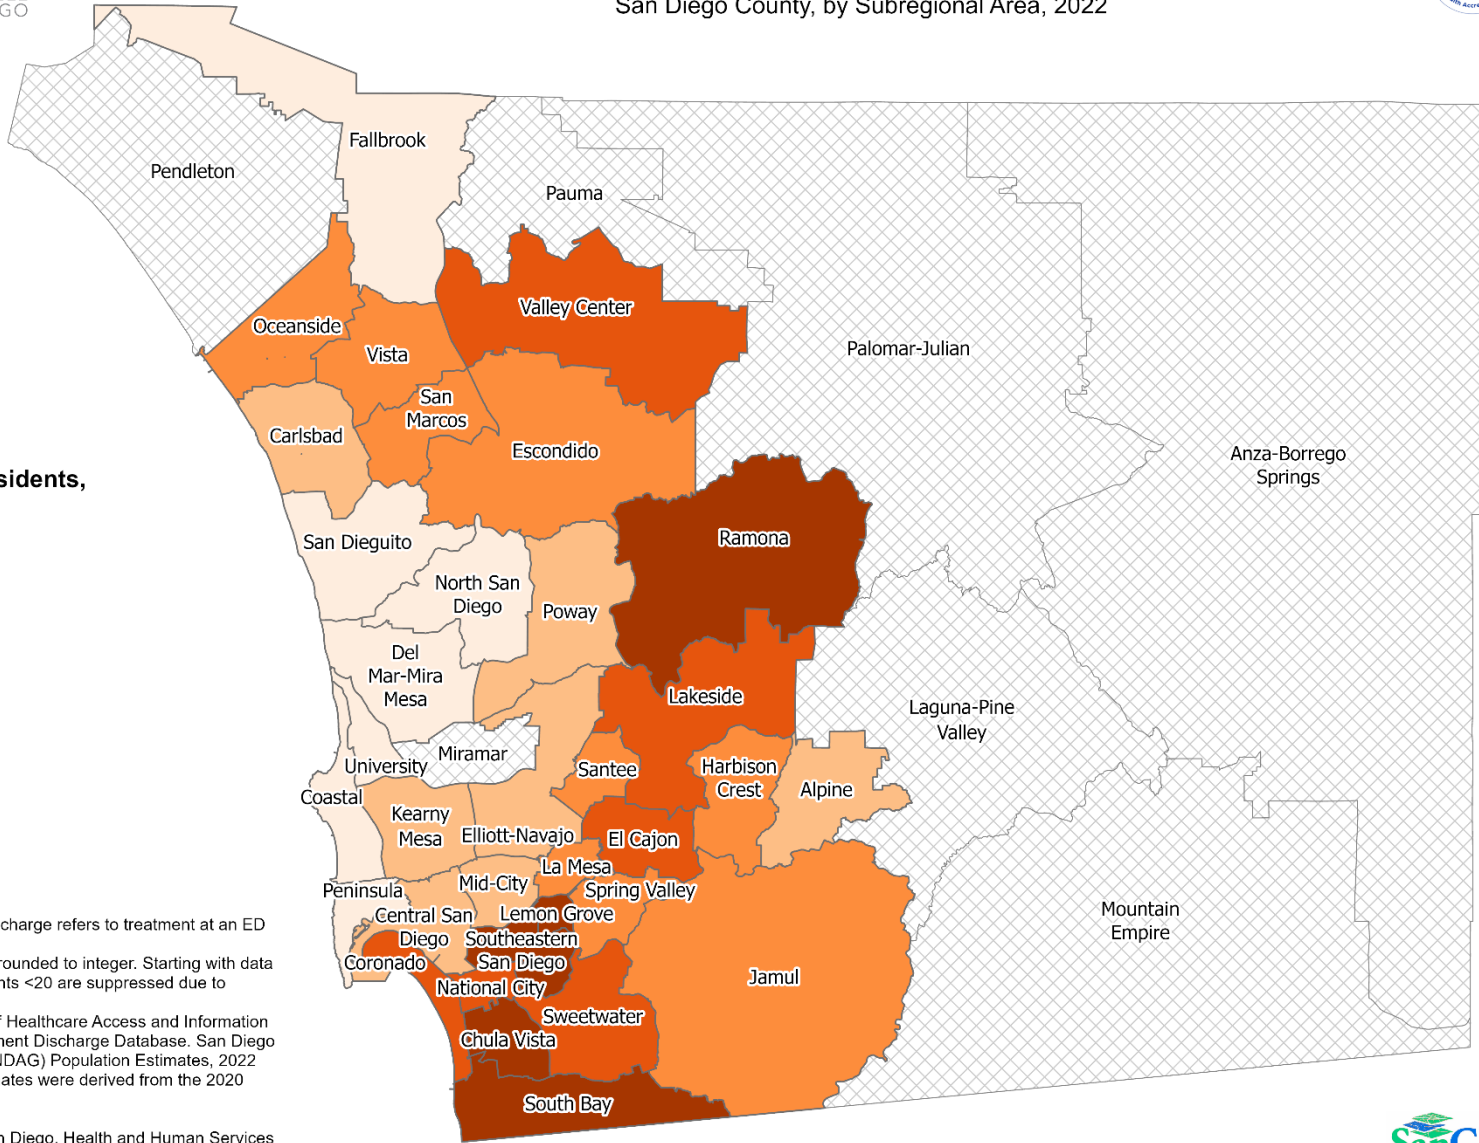 GO
San Diego County, by Subregional Area, 2022
Fallbrook
Pendleton
Pauma
Valley Center
Oceanside
Vista
Palomar-Julian
San
Marcos
Carlsbad
Escondido
Anza-Borrego
Springs
sidents,
Ramona
San Dieguito
North San
Diego
Poway
Del
Mar-Mira
Mesa
Lakeside
Laguna-Pine
Valley
Miramar
University
Santee
Harbison
Crest
Alpine
Coastal
Kearny
Mesa
Elliott-Navajo
El Cajon
La Mesa
Peninsula
Mid-City
Spring Valley
Central San
Diego
Lemon Grove
Southeastern
San Diego
Coronado
National City
Mountain
Empire
Jamul
Sweetwater
Chula Vista
South Bay
charge refers to treatment at an ED
rounded to integer. Starting with data
nts <20 are suppressed due to
f Healthcare Access and Information
nent Discharge Database. San Diego
NDAG) Population Estimates, 2022
ates were derived from the 2020
n Diego, Health and Human Services